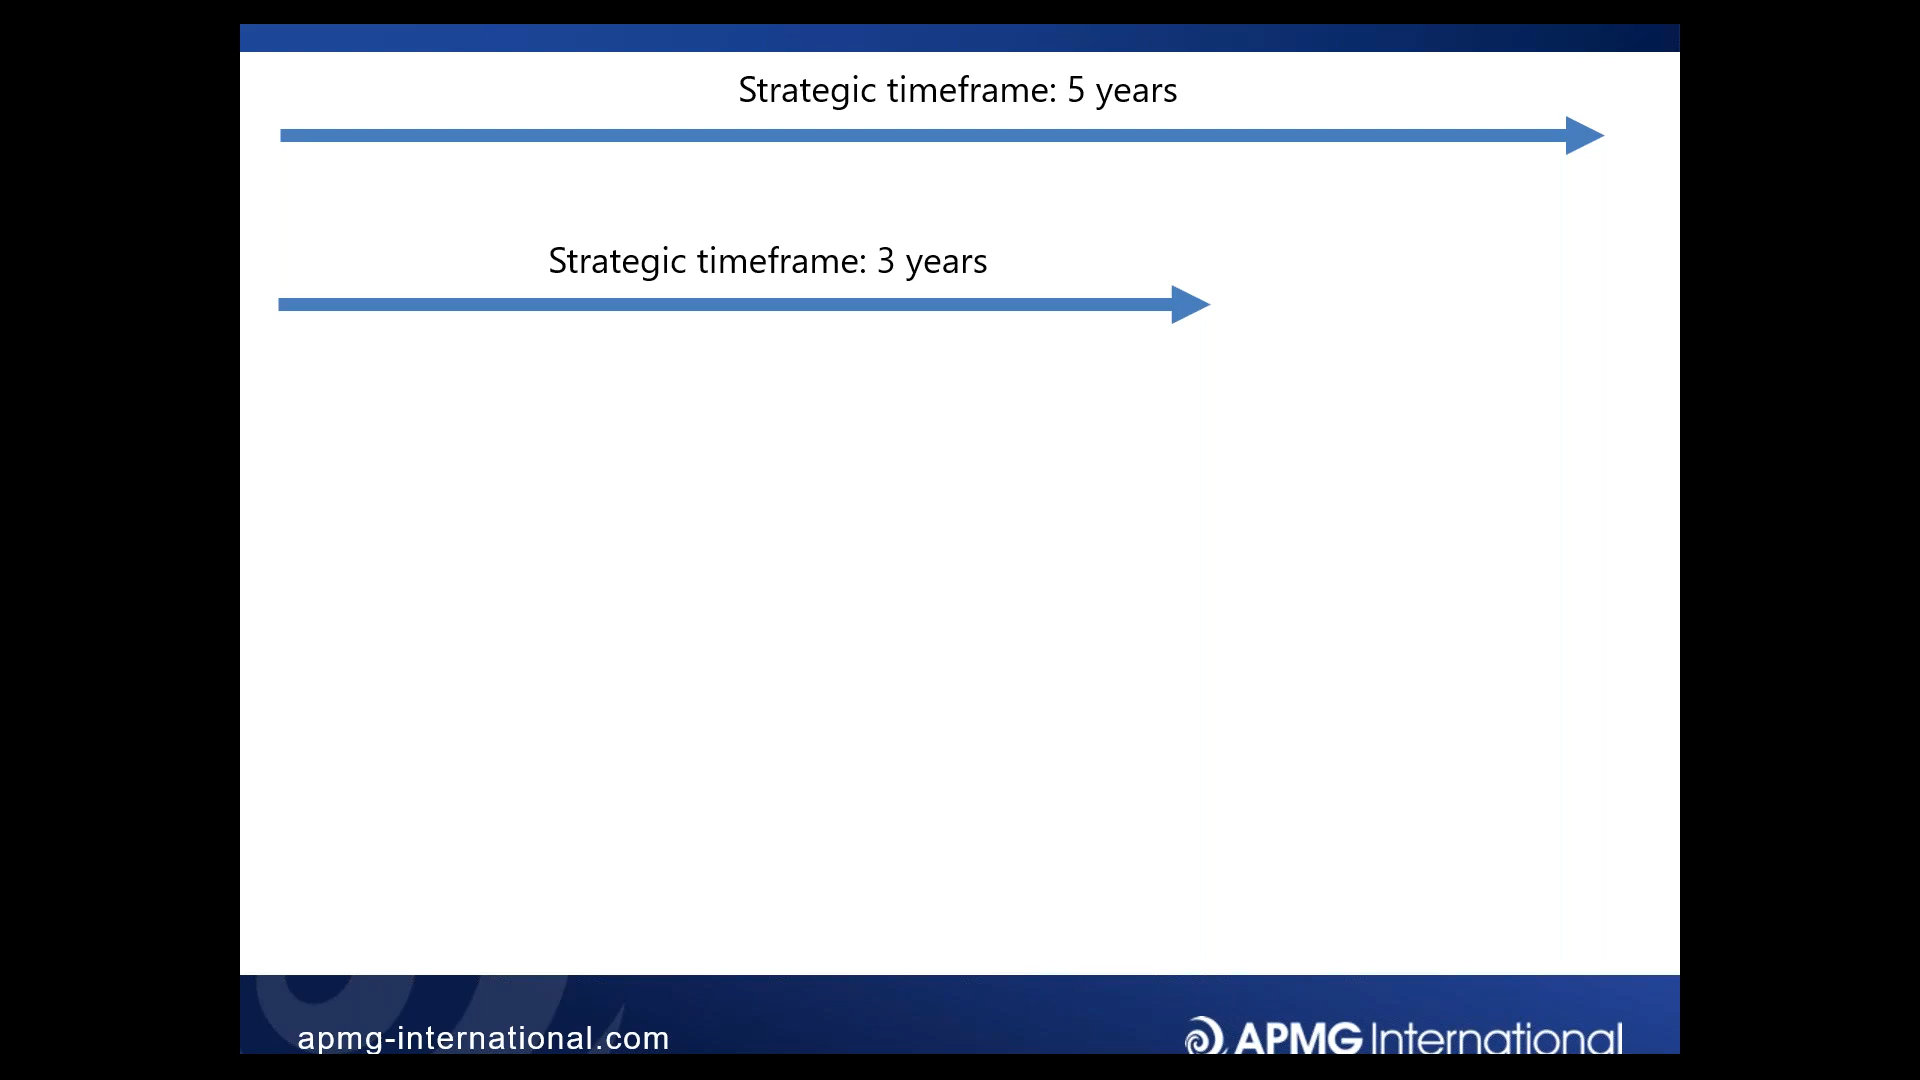 Strategic timeframe: 5 years
Strategic timeframe: 3 years
apmg-international.com
APMG International